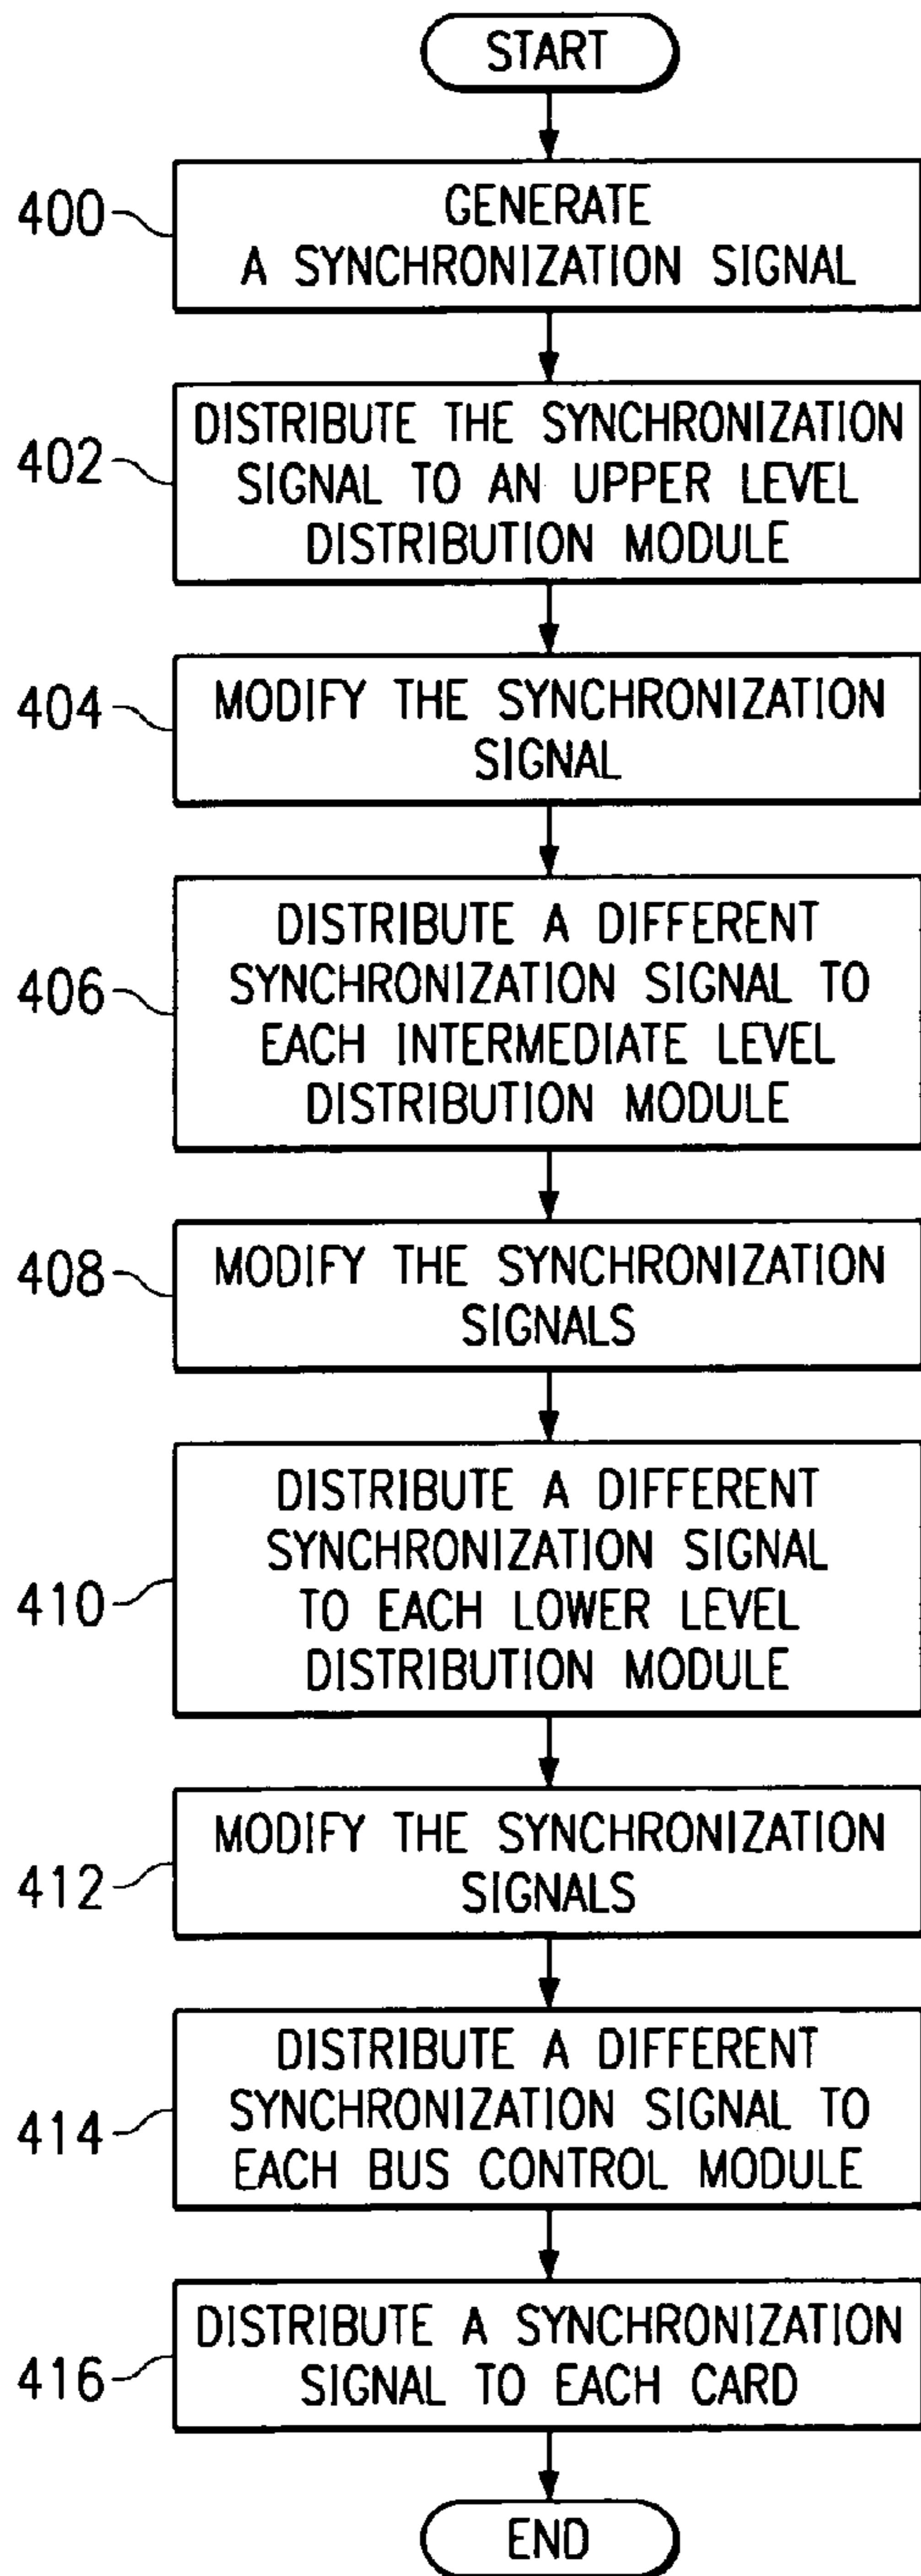 START
400
GENERATE
A SYNCHRONIZATION SIGNAL
402
DISTRIBUTE THE SYNCHRONIZATION
SIGNAL TO AN UPPER LEVEL
DISTRIBUTION MODULE
404
MODIFY THE SYNCHRONIZATION
SIGNAL
406
DISTRIBUTE A DIFFERENT
SYNCHRONIZATION SIGNAL TO
EACH INTERMEDIATE LEVEL
DISTRIBUTION MODULE
408
MODIFY THE SYNCHRONIZATION
SIGNALS
410
DISTRIBUTE A DIFFERENT
SYNCHRONIZATION SIGNAL
TO EACH LOWER LEVEL
DISTRIBUTION MODULE
412
MODIFY THE SYNCHRONIZATION
SIGNALS
414
DISTRIBUTE A DIFFERENT
SYNCHRONIZATION SIGNAL TO
EACH BUS CONTROL MODULE
416
DISTRIBUTE A SYNCHRONIZATION
SIGNAL TO EACH CARD
END